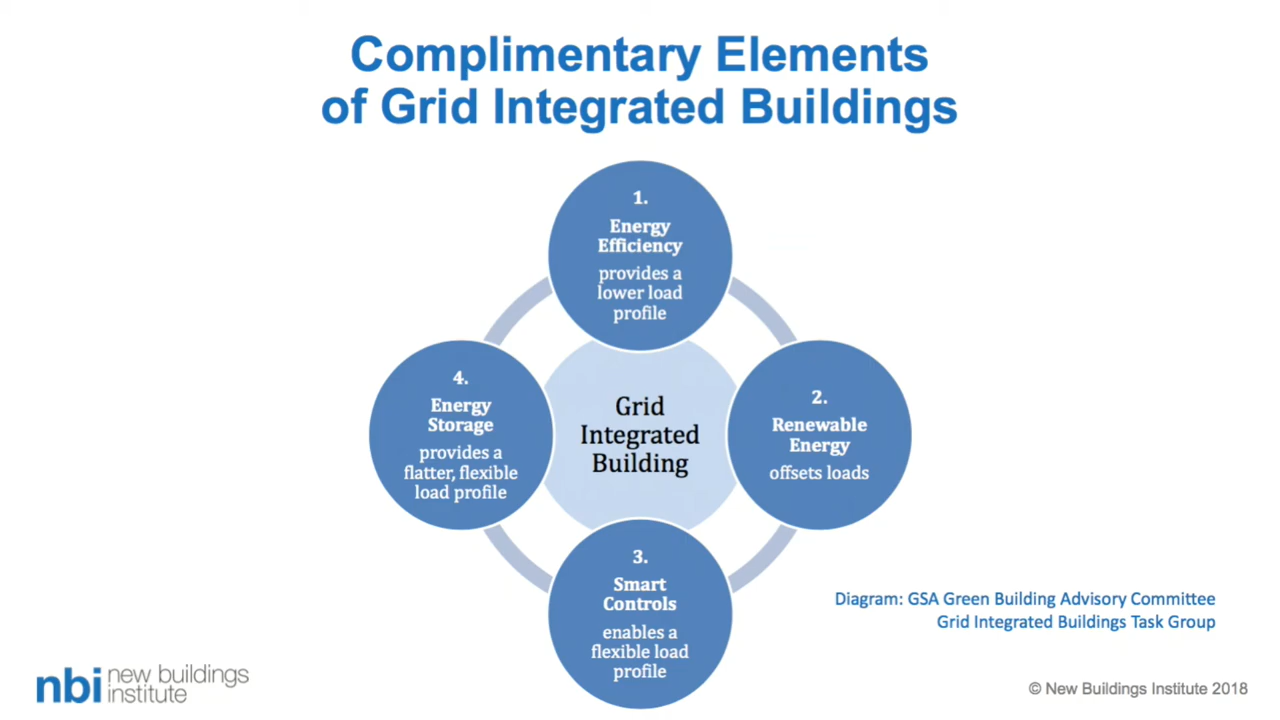 Complimentary Elements
of Grid Integrated Buildings
1.
Energy
Efficiency
provides a
lower load
profile
4.
Energy
Storage
provides a
flatter, flexible
load profile
Grid
Integrated
Building
2.
Renewable
Energy
offsets loads
3.
Smart
Controls
enables a
flexible load
profile
Diagram: GSA Green Building Advisory Committee
Grid Integrated Buildings Task Group
nbi new buildings
institute
© New Buildings Institute 2018